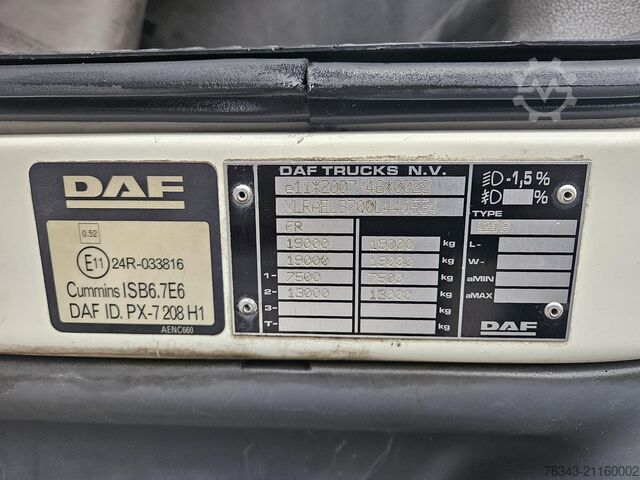 DAF
0.52
E11 24R-033816
Cummins ISB6.7E6
DAF ID. PX-7 208 H1
AENC660
DAF TRUCKS N.V.
FR
19000 19000 kg
19000 19000 kg
1- 7500 7500 kg
2- 13000 13000 kg
3- kg
T- kg
-1,5 %
%
TYPE
L-
W-
aMIN
aMAX
DAF
76343-21160002